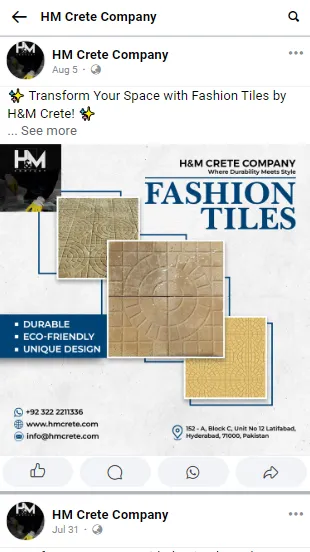 HM Crete Company
HM Crete Company
Aug 5 ·
✨ Transform Your Space with Fashion Tiles by
H&M Crete! ✨
... See more
H&M
H&M CRETE COMPANY
Where Durability Meets Style
FASHION
TILES
▪ DURABLE
▪ ECO-FRIENDLY
▪ UNIQUE DESIGN
+92 322 2211336
www.hmcrete.com
info@hmcrete.com
152 - A, Block C, Unit No 12 Latifabad,
Hyderabad, 71000, Pakistan
HM Crete Company
Jul 31 ·